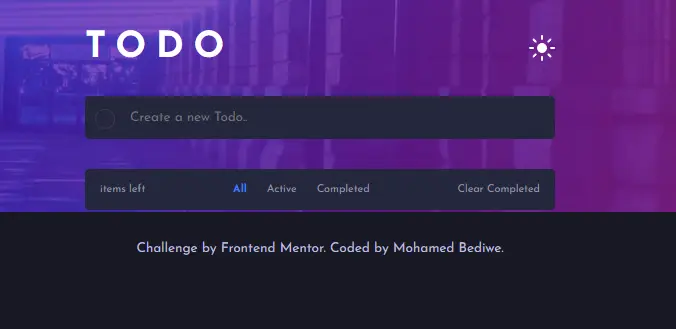 TODO
Create a new Todo..
items left All Active Completed Clear Completed
Challenge by Frontend Mentor. Coded by Mohamed Bediwe.